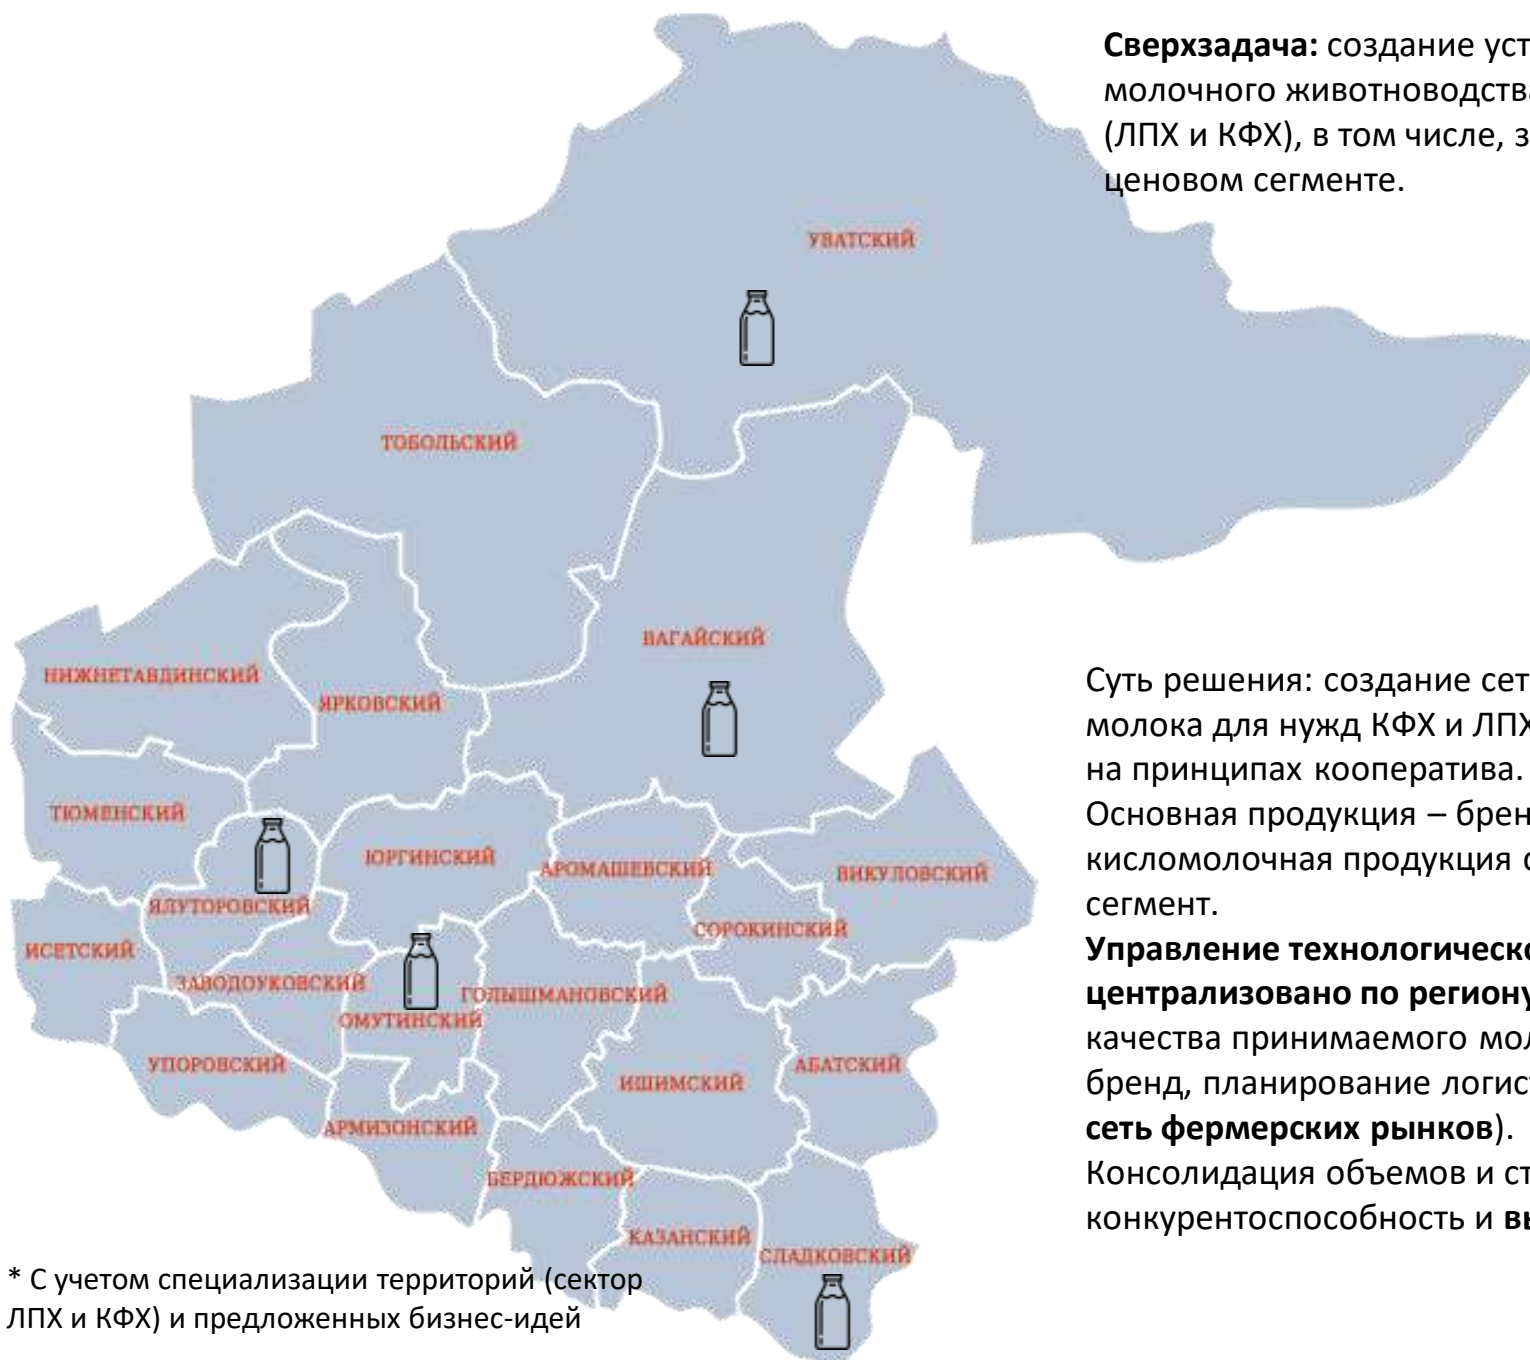 Сверхзадача: создание уст
молочного животноводства
(ЛПХ и КФХ), в том числе, з
ценовом сегменте.
УВАТСКИЙ
ТОБОЛЬСКИЙ
ВАГАЙСКИЙ
НИЖНЕТАВДИНСКИЙ
ЯРКОВСКИЙ
ТЮМЕНСКИЙ
ЮРГИНСКИЙ
АРОМАШЕВСКИЙ
ВИКУЛОВСКИЙ
ЯЛУТОРОВСКИЙ
СОРОКИНСКИЙ
ИСЕТСКИЙ
ЗАВОДОУКОВСКИЙ
ГОЛЫШМАНОВСКИЙ
ОМУТИНСКИЙ
УПОРОВСКИЙ
АБАТСКИЙ
ИШИМСКИЙ
АРМИЗОНСКИЙ
БЕРДЮЖСКИЙ
КАЗАНСКИЙ
СЛАДКОВСКИЙ
Суть решения: создание сет
молока для нужд КФХ и ЛПХ
на принципах кооператива.
Основная продукция – брен
кисломолочная продукция с
сегмент.
Управление технологическо
централизовано по региону
качества принимаемого мол
бренд, планирование логист
сеть фермерских рынков).
Консолидация объемов и ст
конкурентоспособность и вы
* С учетом специализации территорий (сектор
ЛПХ и КФХ) и предложенных бизнес-идей